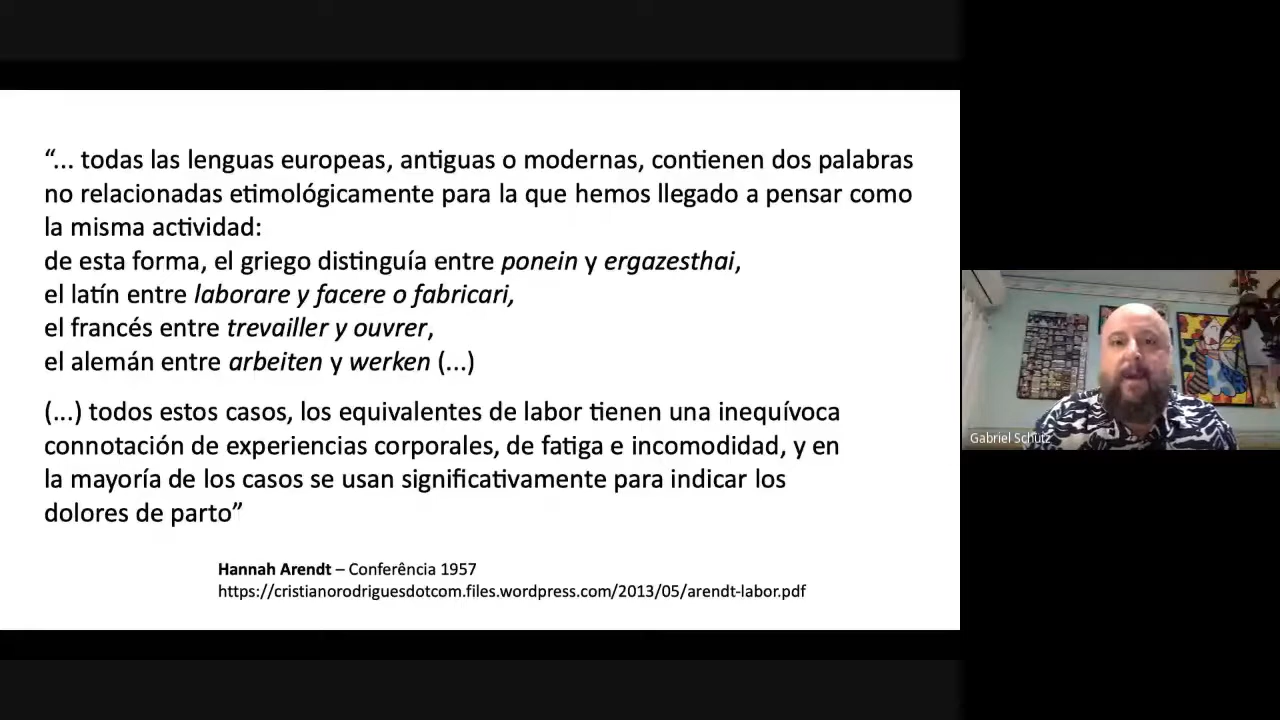 “... todas las lenguas europeas, antiguas o modernas, contienen dos palabras
no relacionadas etimológicamente para la que hemos llegado a pensar como
la misma actividad:
de esta forma, el griego distinguía entre ponein y ergazesthai,
el latín entre laborare y facere o fabricari,
el francés entre trevailler y ouvrer,
el alemán entre arbeiten y werken (...)
(...) todos estos casos, los equivalentes de labor tienen una inequívoca
connotación de experiencias corporales, de fatiga e incomodidad, y en
la mayoría de los casos se usan significativamente para indicar los
dolores de parto”
Hannah Arendt – Conferência 1957
https://cristianorodriguesdotcom.files.wordpress.com/2013/05/arendt-labor.pdf
Gabriel Schütz